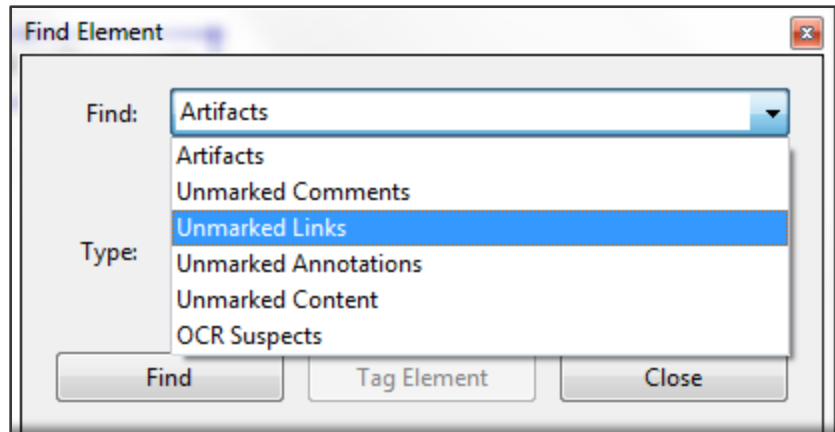 Find Element
Find: Artifacts
Artifacts
Unmarked Comments
Unmarked Links
Type:
Unmarked Annotations
Unmarked Content
OCR Suspects
Find Tag Element Close